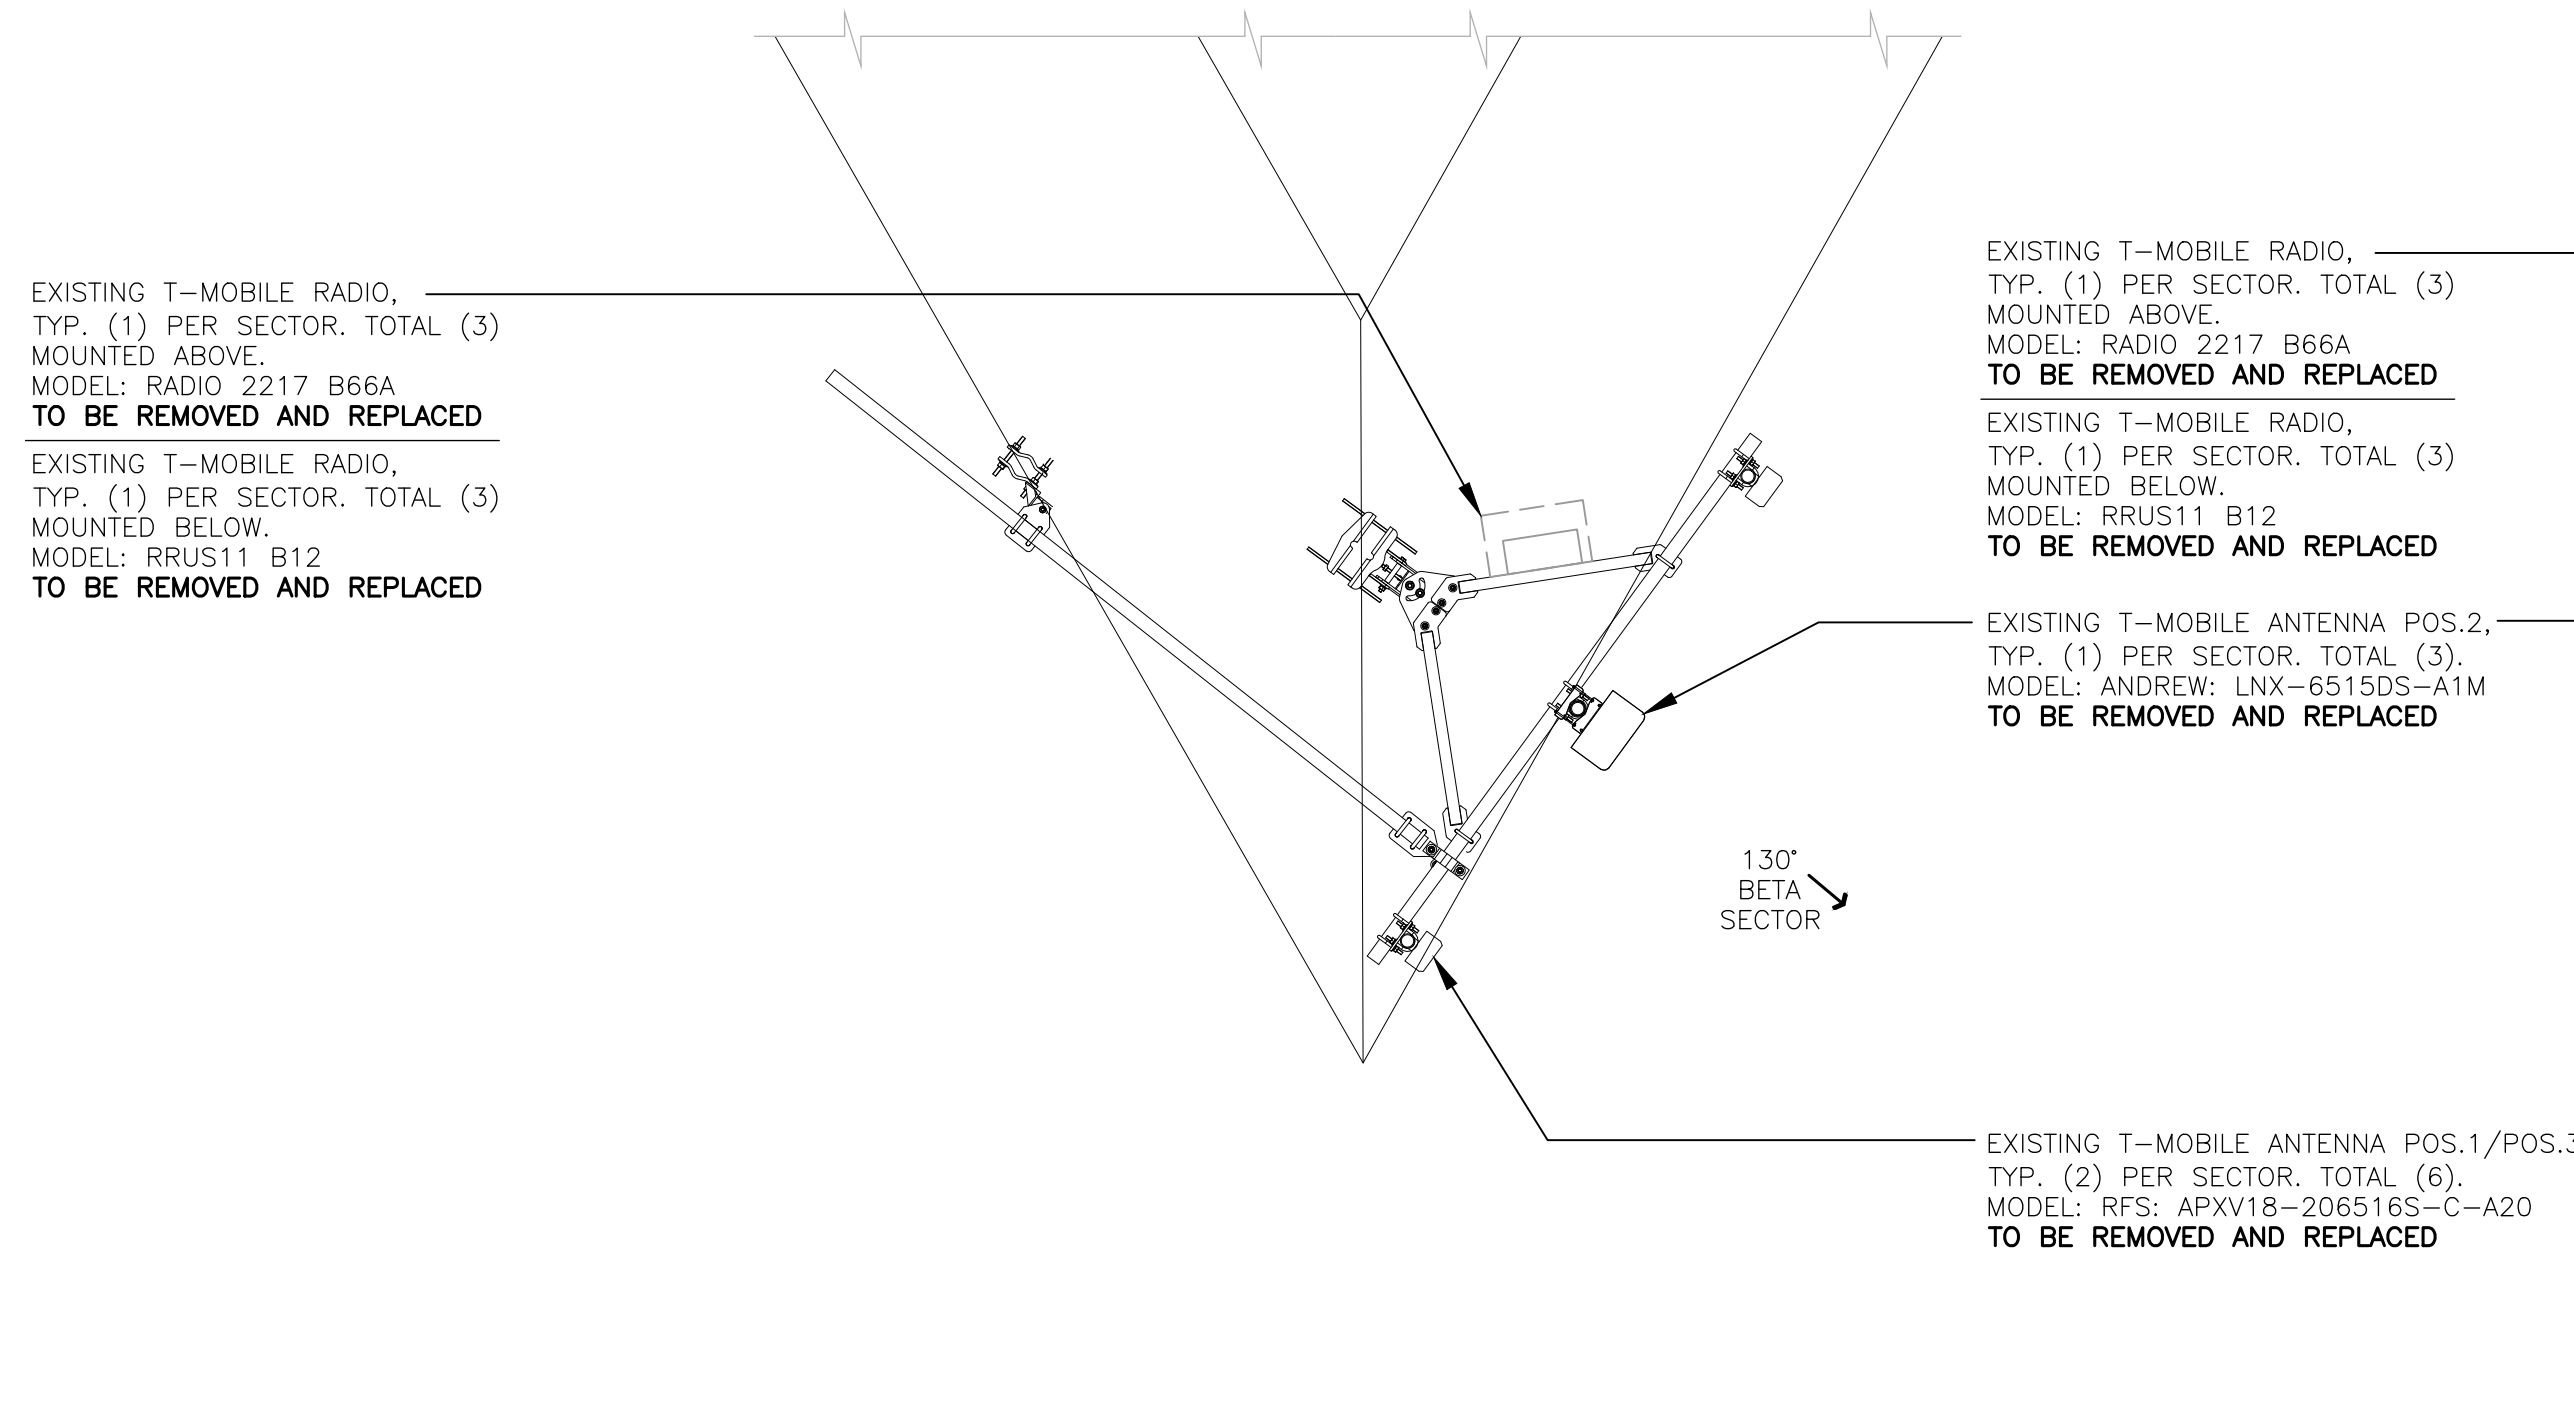 EXISTING T-MOBILE RADIO,
TYP. (1) PER SECTOR. TOTAL (3)
MOUNTED ABOVE.
MODEL: RADIO 2217 B66A
TO BE REMOVED AND REPLACED
EXISTING T-MOBILE RADIO,
TYP. (1) PER SECTOR. TOTAL (3)
MOUNTED BELOW.
MODEL: RRUS11 B12
TO BE REMOVED AND REPLACED
EXISTING T-MOBILE RADIO,
TYP. (1) PER SECTOR. TOTAL (3)
MOUNTED ABOVE.
MODEL: RADIO 2217 B66A
TO BE REMOVED AND REPLACED
EXISTING T-MOBILE RADIO,
TYP. (1) PER SECTOR. TOTAL (3)
MOUNTED BELOW.
MODEL: RRUS11 B12
TO BE REMOVED AND REPLACED
EXISTING T-MOBILE ANTENNA POS.2,
TYP. (1) PER SECTOR. TOTAL (3).
MODEL: ANDREW: LNX-6515DS-A1M
TO BE REMOVED AND REPLACED
130°
BETA
SECTOR
EXISTING T-MOBILE ANTENNA POS.1/POS.3
TYP. (2) PER SECTOR. TOTAL (6).
MODEL: RFS: APXV18-206516S-C-A20
TO BE REMOVED AND REPLACED